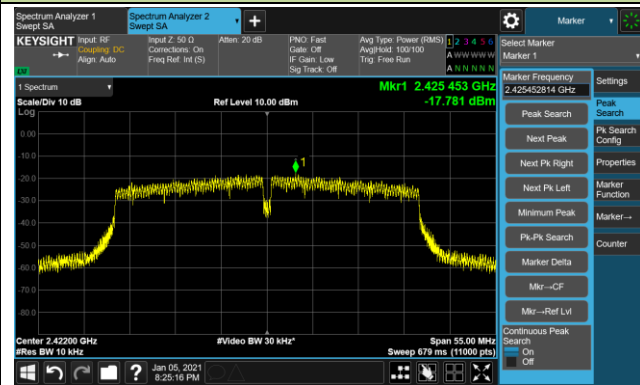 Spectrum Analyzer 1
Swept SA
Spectrum Analyzer 2
Swept SA
+
Marker
KEYSIGHT
Input: RF
Coupling: DC
Align: Auto
Input Z: 50 Ω
Corrections: On
Freq Ref: Int (S)
Atten: 20 dB
PNO: Fast
Gate: Off
IF Gain: Low
Sig Track: Off
Avg Type: Power (RMS)
Avg|Hold: 100/100
Trig: Free Run
1 2 3 4 5 6
A W W W W W
A N N N N N
LXI
Select Marker
Marker 1
1 Spectrum
Scale/Div 10 dB
Log
Ref Level 10.00 dBm
Mkr1 2.425 453 GHz
-17.781 dBm
0.00
-10.0
-20.0
-30.0
-40.0
-50.0
-60.0
-70.0
-80.0
1
Center 2.42200 GHz
#Res BW 10 kHz
#Video BW 30 kHz*
Span 55.00 MHz
Sweep 679 ms (11000 pts)
Marker Frequency
2.425452814 GHz
Peak Search
Next Peak
Next Pk Right
Next Pk Left
Minimum Peak
Pk-Pk Search
Marker Delta
Mkr→CF
Mkr→Ref Lvl
Continuous Peak
Search
On
Off
Settings
Peak
Search
Pk Search
Config
Properties
Marker
Function
Marker→
Counter
?
Jan 05, 2021
8:25:16 PM